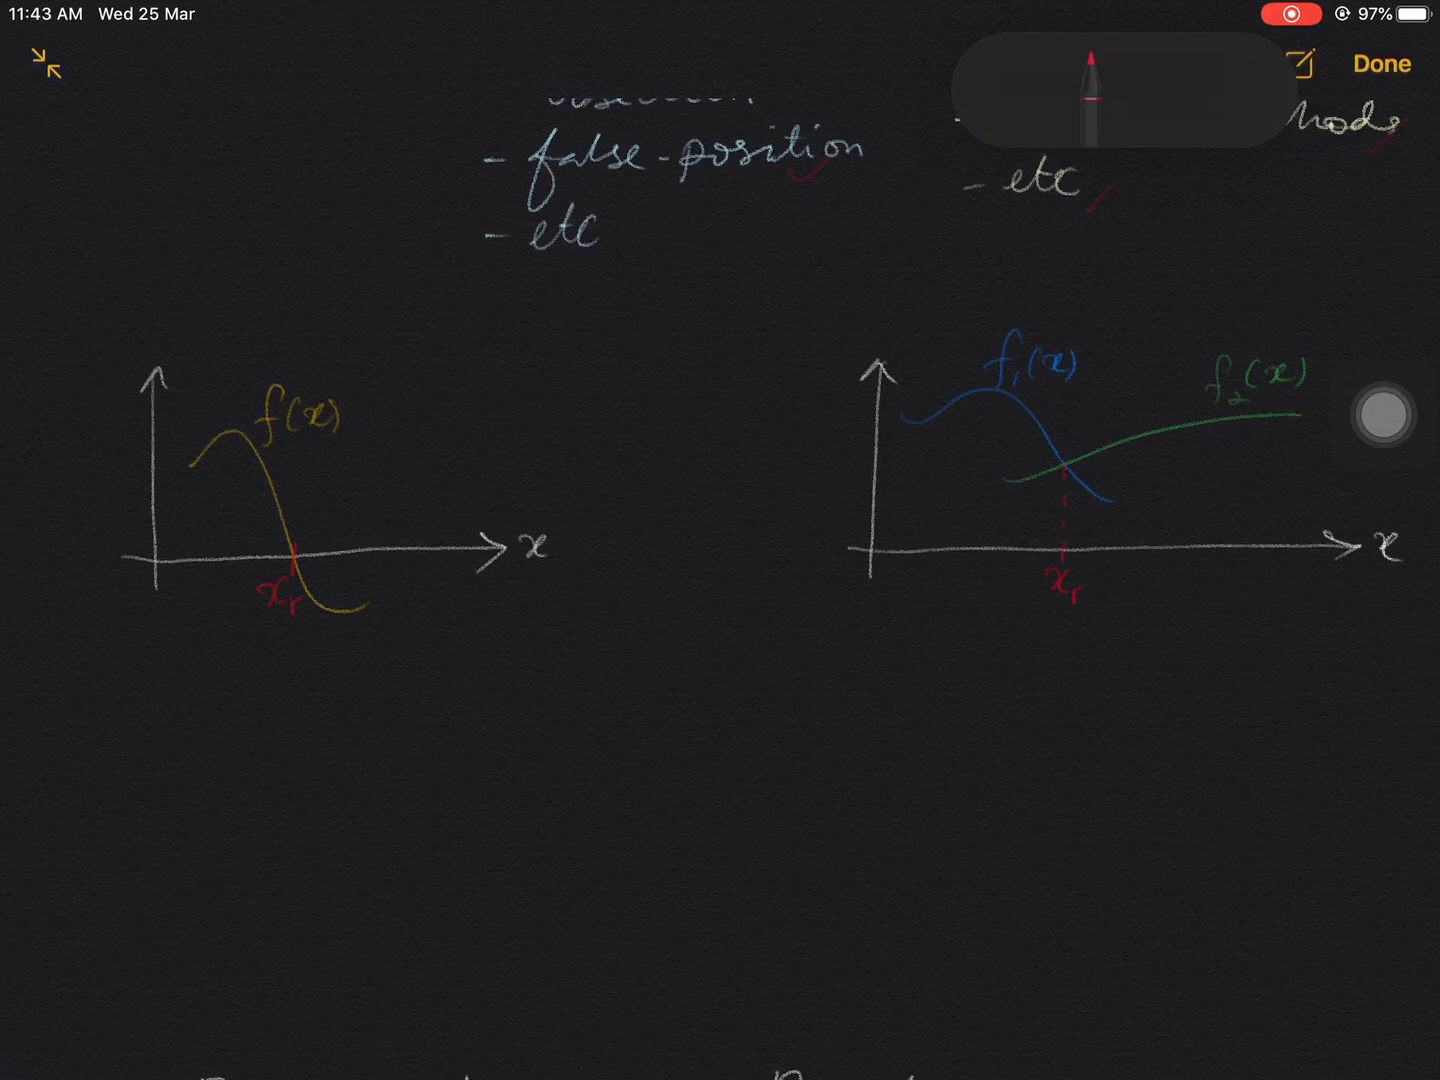 11:43 AM Wed 25 Mar
97%
Done
- false-position
- etc
- etc
f(x)
x
xᵣ
f₁(x)
f₂(x)
x
xᵣ